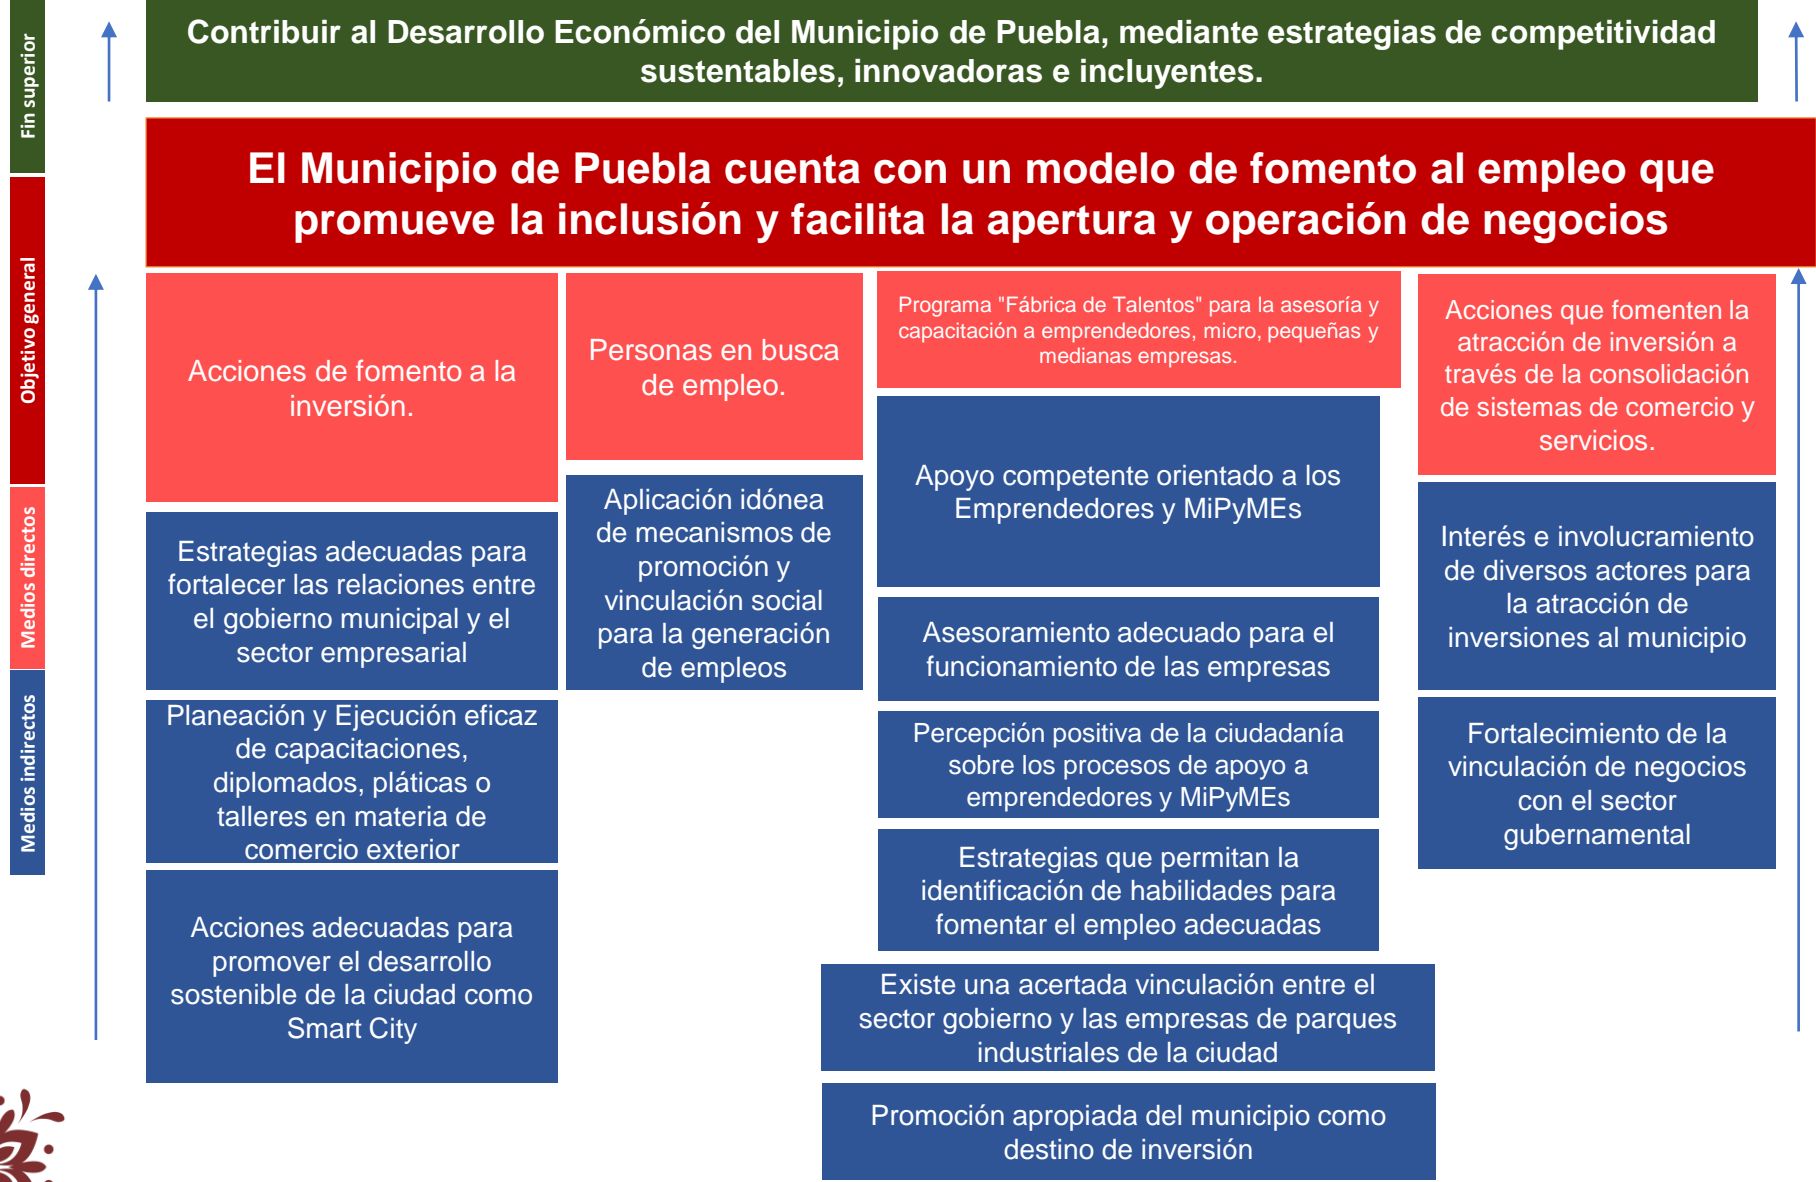 Fin superior
Contribuir al Desarrollo Económico del Municipio de Puebla, mediante estrategias de competitividad
sustentables, innovadoras e incluyentes.
Objetivo general
El Municipio de Puebla cuenta con un modelo de fomento al empleo que
promueve la inclusión y facilita la apertura y operación de negocios
Medios directos
Acciones de fomento a la
inversión.
Personas en busca
de empleo.
Programa "Fábrica de Talentos" para la asesoría y
capacitación a emprendedores, micro, pequeñas y
medianas empresas.
Acciones que fomenten la
atracción de inversión a
través de la consolidación
de sistemas de comercio y
servicios.
Medios indirectos
Estrategias adecuadas para
fortalecer las relaciones entre
el gobierno municipal y el
sector empresarial
Planeación y Ejecución eficaz
de capacitaciones,
diplomados, pláticas o
talleres en materia de
comercio exterior
Acciones adecuadas para
promover el desarrollo
sostenible de la ciudad como
Smart City
Aplicación idónea
de mecanismos de
promoción y
vinculación social
para la generación
de empleos
Apoyo competente orientado a los
Emprendedores y MiPyMEs
Asesoramiento adecuado para el
funcionamiento de las empresas
Percepción positiva de la ciudadanía
sobre los procesos de apoyo a
emprendedores y MiPyMEs
Estrategias que permitan la
identificación de habilidades para
fomentar el empleo adecuadas
Existe una acertada vinculación entre el
sector gobierno y las empresas de parques
industriales de la ciudad
Promoción apropiada del municipio como
destino de inversión
Interés e involucramiento
de diversos actores para
la atracción de
inversiones al municipio
Fortalecimiento de la
vinculación de negocios
con el sector
gubernamental